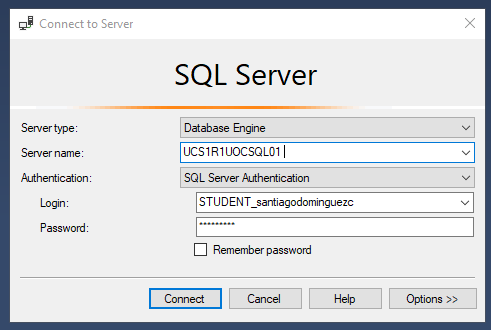 Connect to Server
SQL Server
Server type: Database Engine
Server name: UCS1R1UOCSQL01
Authentication: SQL Server Authentication
Login: STUDENT_santiagodominguezc
Password: *********
Remember password
Connect Cancel Help Options >>